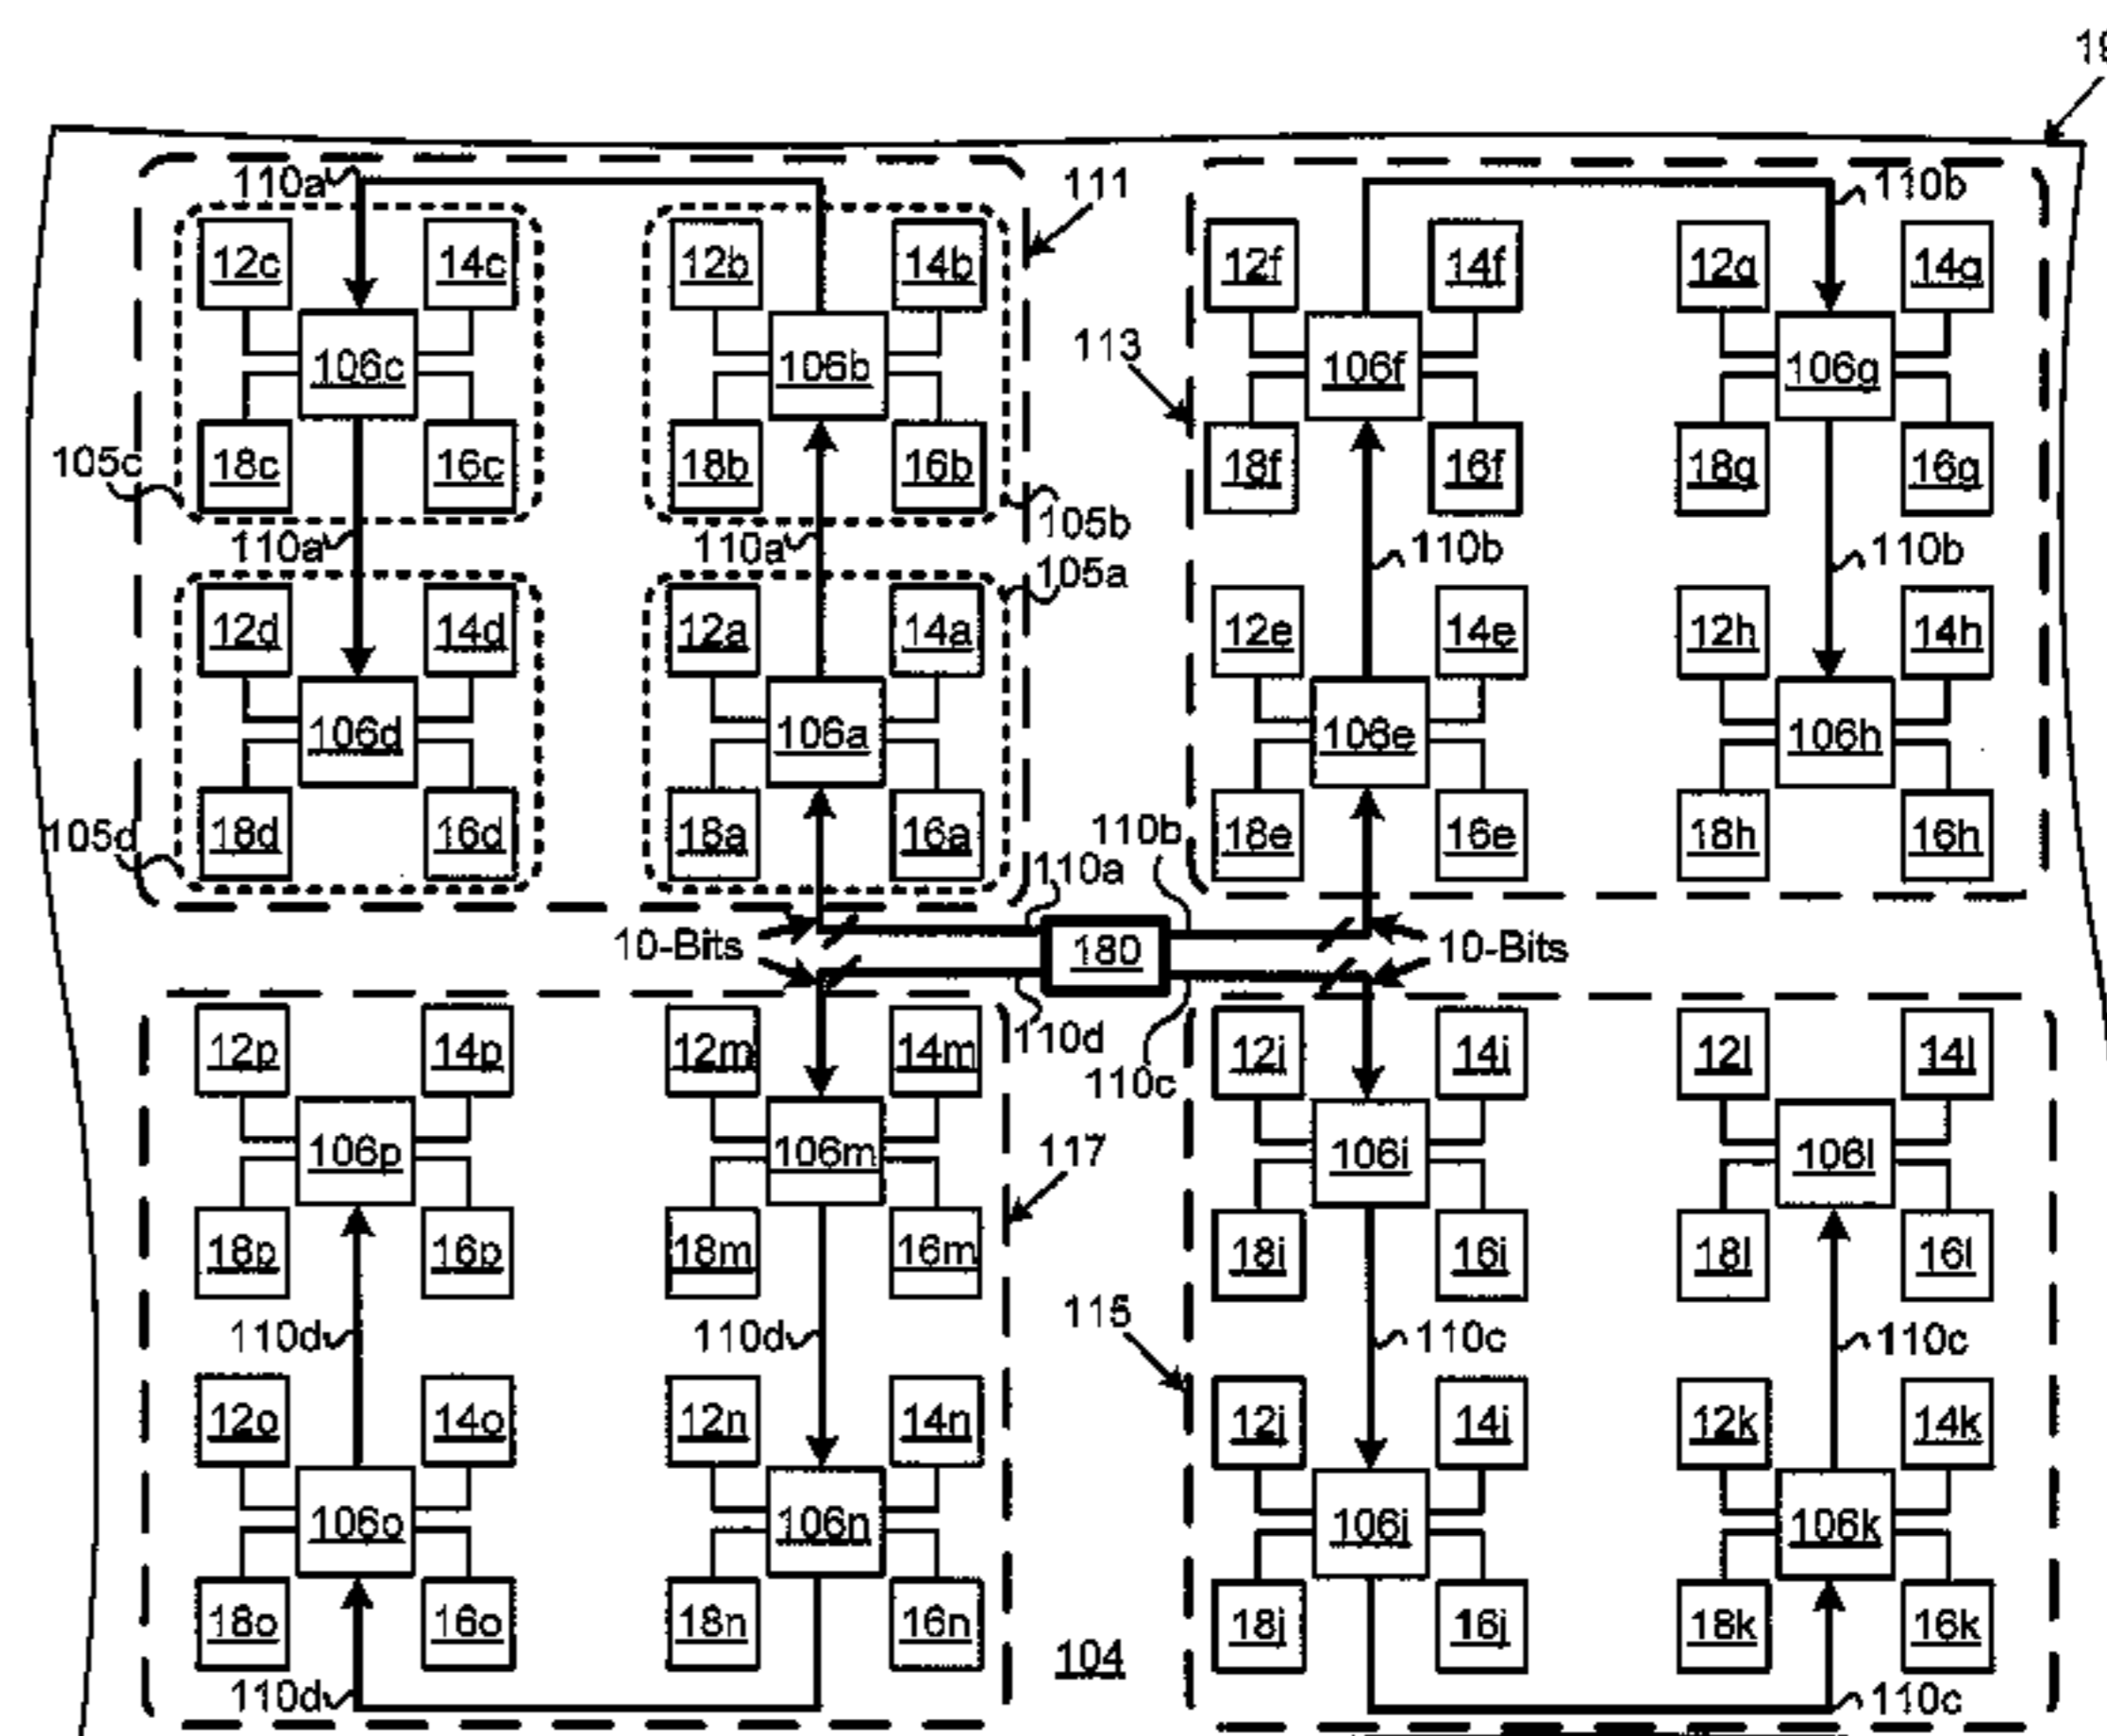 19
110a 111 110b
12c 14c 12b 14b 12f 14f 12g 14g
113
106c 106b 106f 106g
105c 18c 16c 18b 16b 18f 16f 18g 16g
105b
110a 110a 110b 110b
105a
12d 14d 12a 14a 12e 14e 12h 14h
106d 106a 106e 106h
105d 18d 16d 18a 16a 110b 18e 16e 18h 16h
110a
10-Bits 180 10-Bits
110d
110c
12p 14p 12m 14m 12i 14i 12l 14l
106p 106m 117 106i 106l
18p 16p 18m 16m 18i 16i 18l 16l
115
110d 110d 110c 110c
12o 14o 12n 14n 12j 14j 12k 14k
106o 106n 106j 106k
18o 16o 18n 16n 104 18j 16j 18k 16k
110d 110c